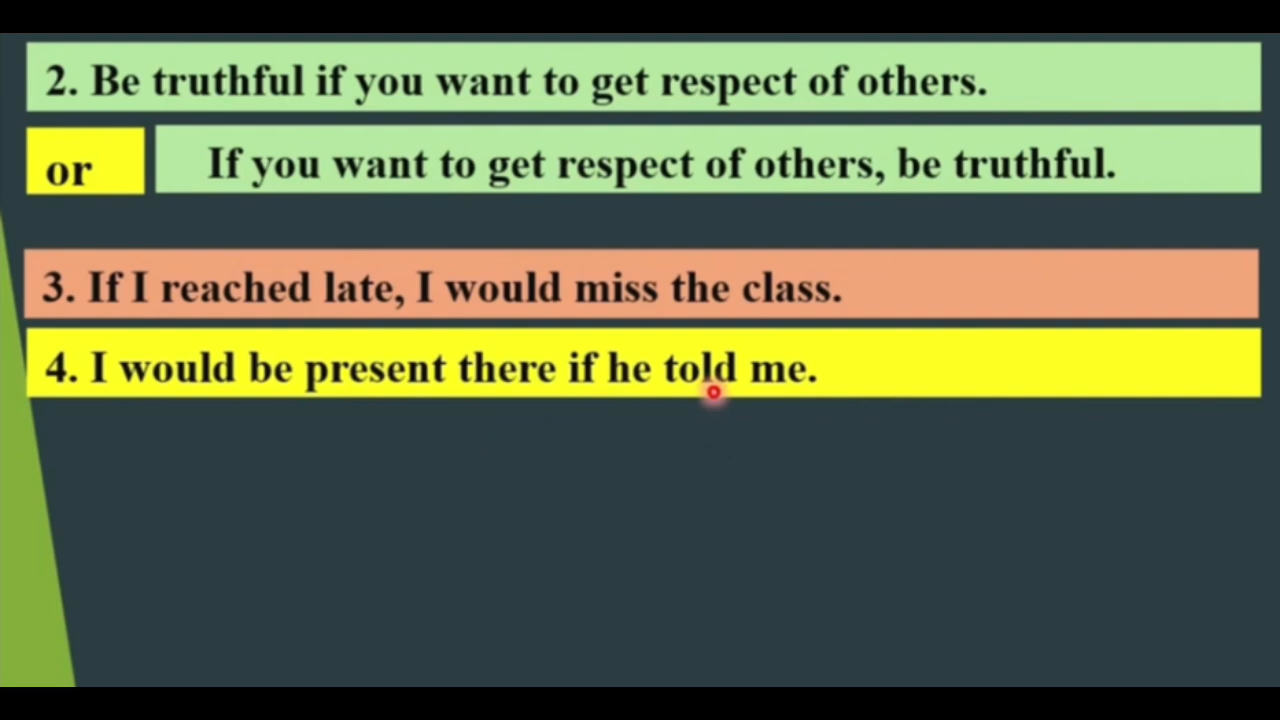 2. Be truthful if you want to get respect of others.
or If you want to get respect of others, be truthful.
3. If I reached late, I would miss the class.
4. I would be present there if he told me.